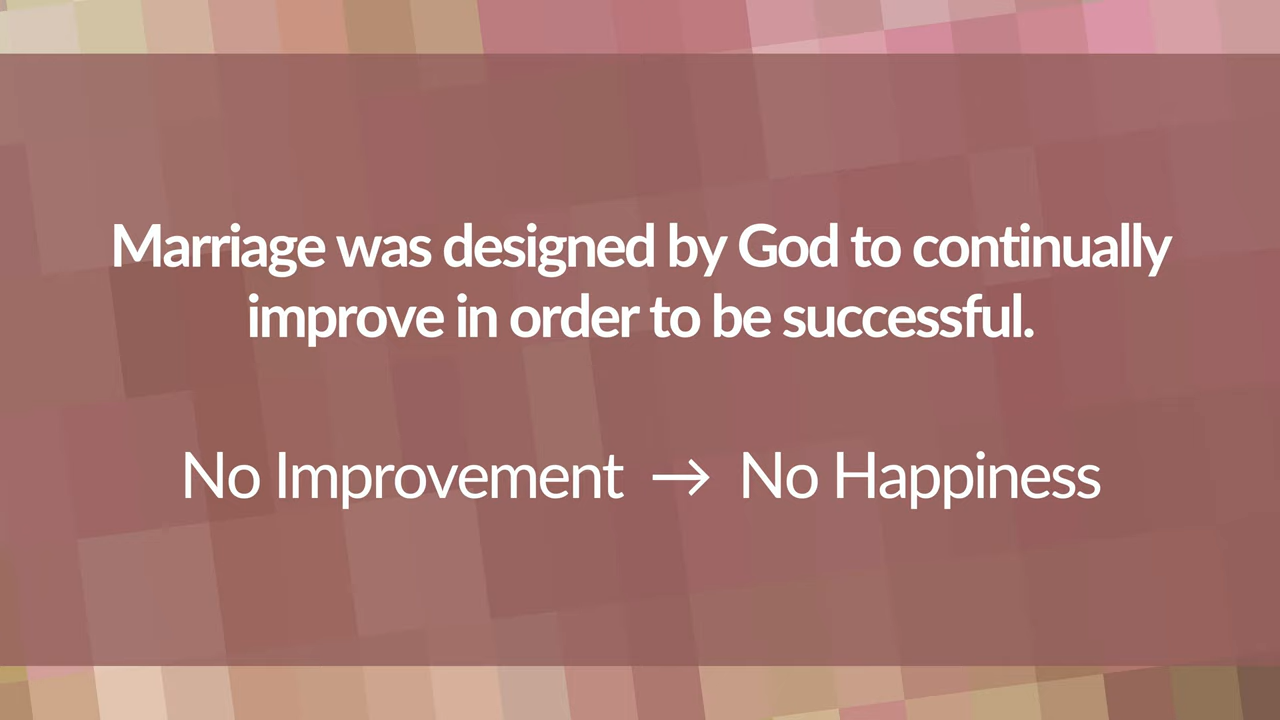 Marriage was designed by God to continually
improve in order to be successful.
No Improvement → No Happiness